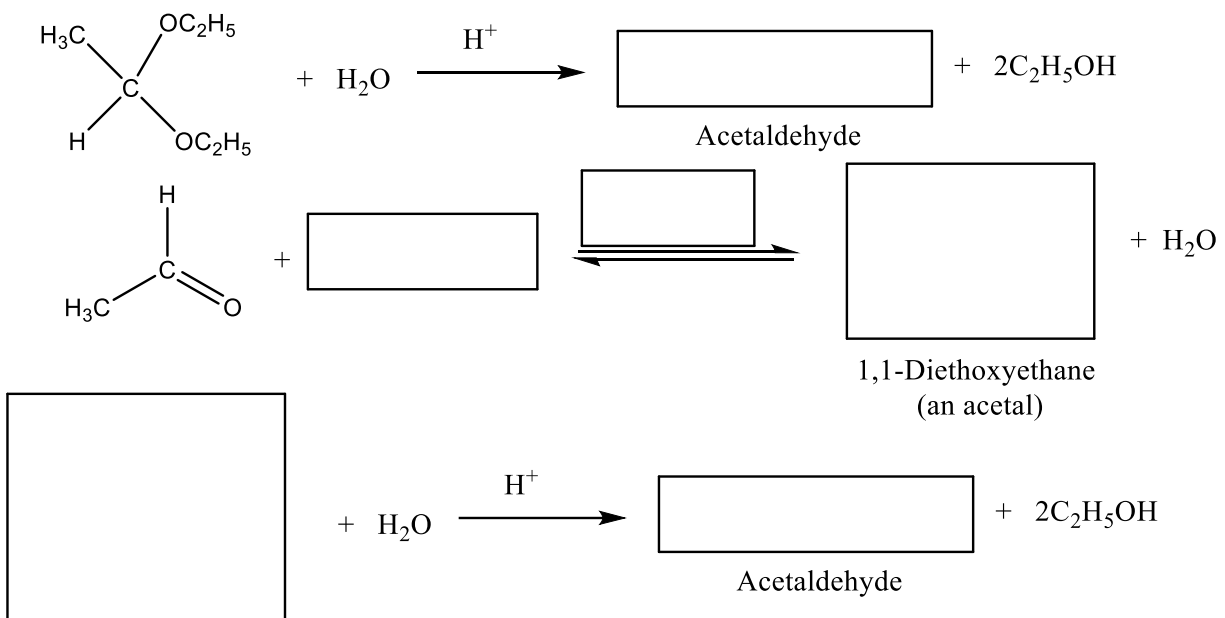 H₃C OC₂H₅
C
H OC₂H₅
+ H₂O
H⁺
+ 2C₂H₅OH
Acetaldehyde
H
C
H₃C O
+
+ H₂O
1,1-Diethoxyethane
(an acetal)
+ H₂O
H⁺
+ 2C₂H₅OH
Acetaldehyde